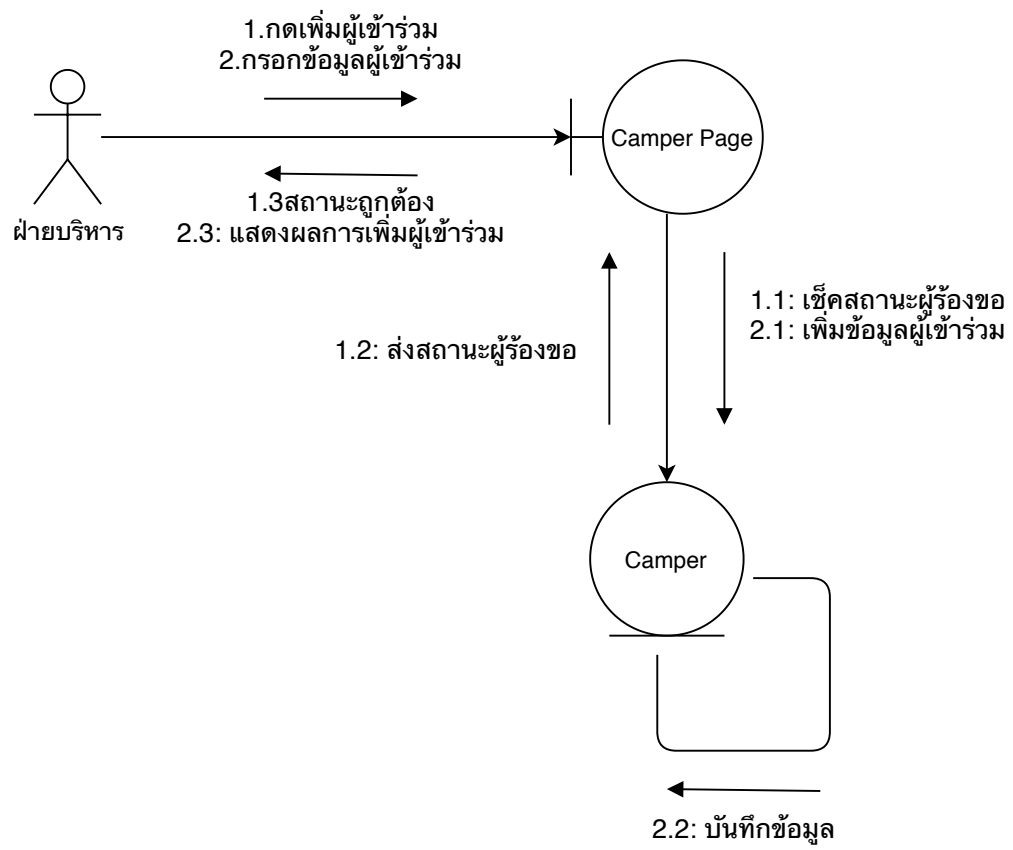 1.กดเพิ่มผู้เข้าร่วม
2.กรอกข้อมูลผู้เข้าร่วม
Camper Page
1.3สถานะถูกต้อง
2.3: แสดงผลการเพิ่มผู้เข้าร่วม
ฝ่ายบริหาร
1.1: เช็คสถานะผู้ร้องขอ
2.1: เพิ่มข้อมูลผู้เข้าร่วม
1.2: ส่งสถานะผู้ร้องขอ
Camper
2.2: บันทึกข้อมูล